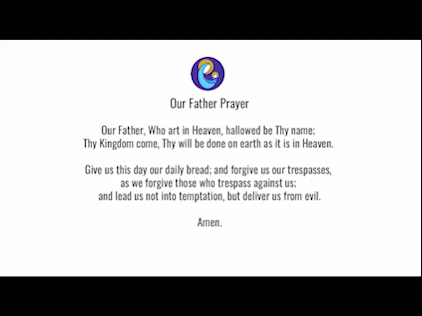 Our Father Prayer
Our Father, Who art in Heaven, hallowed be Thy name;
Thy Kingdom come, Thy will be done on earth as it is in Heaven.
Give us this day our daily bread; and forgive us our trespasses,
as we forgive those who trespass against us;
and lead us not into temptation, but deliver us from evil.
Amen.